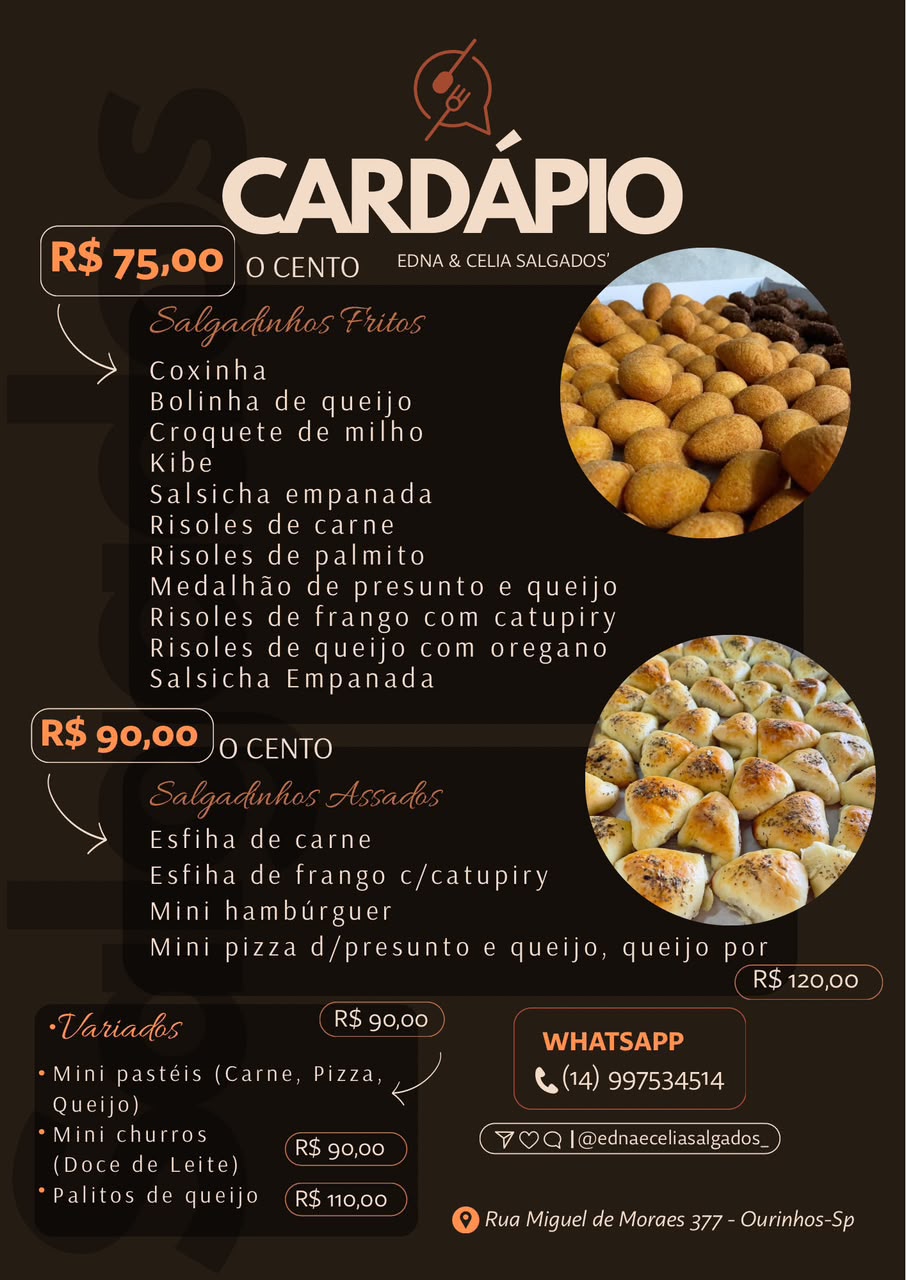 CARDÁPIO
EDNA & CELIA SALGADOS'
R$ 75,00 O CENTO
Salgadinhos Fritos
Coxinha
Bolinha de queijo
Croquete de milho
Kibe
Salsicha empanada
Risoles de carne
Risoles de palmito
Medalhão de presunto e queijo
Risoles de frango com catupiry
Risoles de queijo com oregano
Salsicha Empanada
R$ 90,00 O CENTO
Salgadinhos Assados
Esfiha de carne
Esfiha de frango c/catupiry
Mini hambúrguer
Mini pizza d/presunto e queijo, queijo por
R$ 120,00
•Variados
R$ 90,00
• Mini pastéis (Carne, Pizza,
Queijo)
• Mini churros
(Doce de Leite)
R$ 90,00
• Palitos de queijo
R$ 110,00
WHATSAPP
(14) 997534514
|@ednaeceliasalgados_
Rua Miguel de Moraes 377 - Ourinhos-Sp
salgados